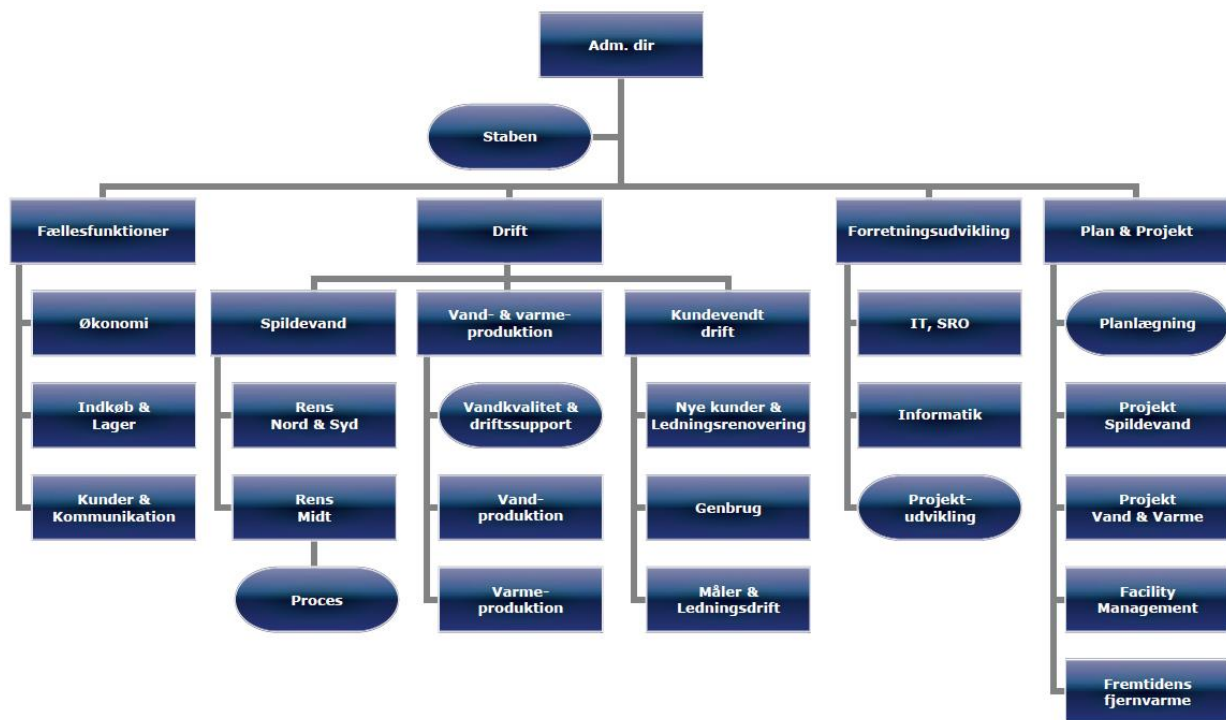 Adm. dir
Staben
Fællesfunktioner
Drift
Forretningsudvikling
Plan & Projekt
Økonomi
Spildevand
Vand- & varme-
produktion
Kundevendt
drift
IT, SRO
Planlægning
Indkøb &
Lager
Rens
Nord & Syd
Vandkvalitet &
driftssupport
Nye kunder &
Ledningsrenovering
Informatik
Projekt
Spildevand
Kunder &
Kommunikation
Rens
Midt
Vand-
produktion
Genbrug
Projekt-
udvikling
Projekt
Vand & Varme
Proces
Varme-
produktion
Måler &
Ledningsdrift
Facility
Management
Fremtidens
fjernvarme